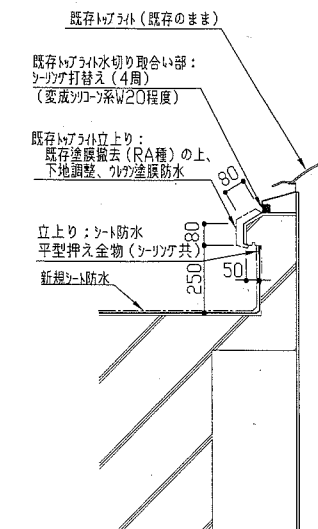 既存トップライト(既存のまま)
既存トップライト水切り取合い部:
シーリング打替え(4周)
(変成シリコーン系W20程度)
既存トップライト立上り:
既存塗膜撤去(RA種)の上、
下地調整、ウレタン塗膜防水
80
立上り:シート防水
平型押え金物(シーリング共)
80
50
250
新規シート防水